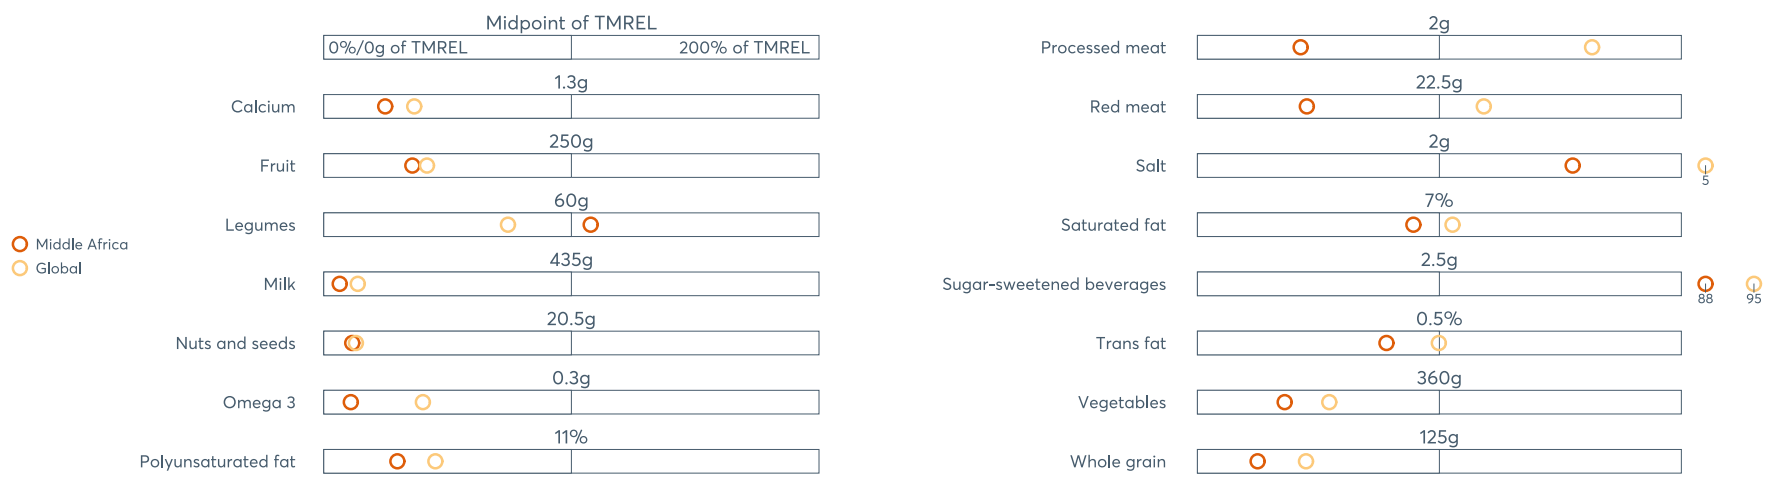 Midpoint of TMREL
0%/0g of TMREL 200% of TMREL
1.3g
Calcium
250g
Fruit
60g
Legumes
435g
Milk
20.5g
Nuts and seeds
0.3g
Omega 3
11%
Polyunsaturated fat
Middle Africa
Global
2g
Processed meat
22.5g
Red meat
2g
Salt
5
7%
Saturated fat
2.5g
Sugar-sweetened beverages
88 95
0.5%
Trans fat
360g
Vegetables
125g
Whole grain